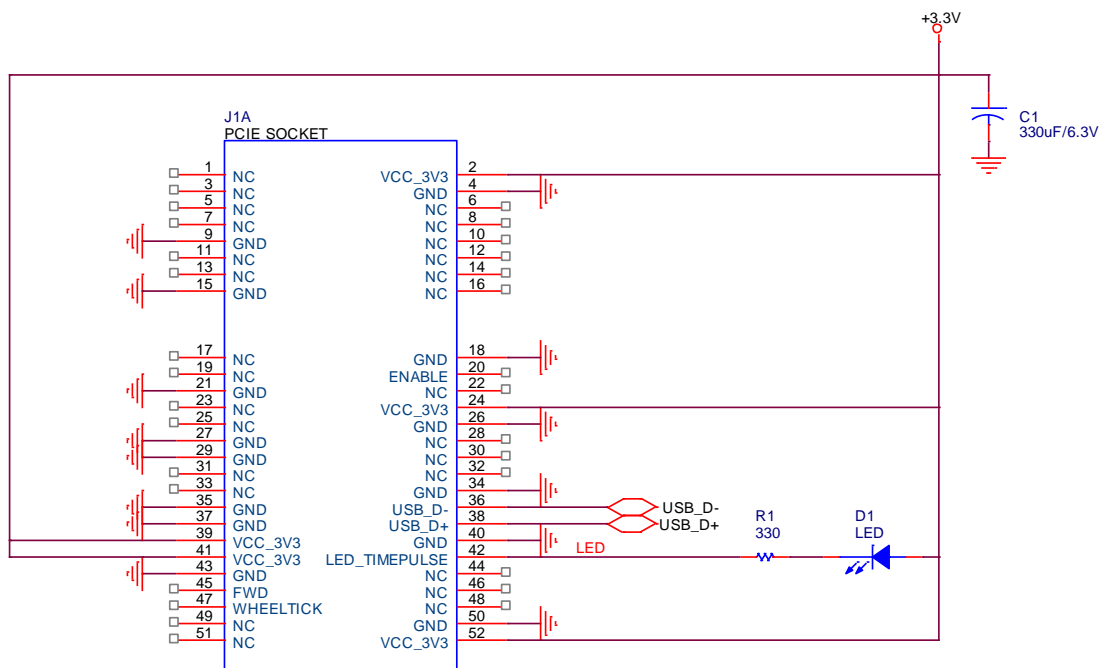 +3.3V
C1
330uF/6.3V
J1A
PCIE SOCKET
1 NC VCC_3V3 2
3 NC GND 4
5 NC NC 6
7 NC NC 8
9 GND NC 10
11 NC NC 12
13 NC NC 14
15 GND NC 16
17 NC GND 18
19 NC ENABLE 20
21 GND NC 22
23 NC VCC_3V3 24
25 NC GND 26
27 GND NC 28
29 GND NC 30
31 NC NC 32
33 NC GND 34
35 GND USB_D- 36 USB_D-
37 GND USB_D+ 38 USB_D+
39 VCC_3V3 GND 40
41 VCC_3V3 LED_TIMEPULSE 42 LED
R1
330
D1
LED
43 GND NC 44
45 FWD NC 46
47 WHEELTICK NC 48
49 NC GND 50
51 NC VCC_3V3 52